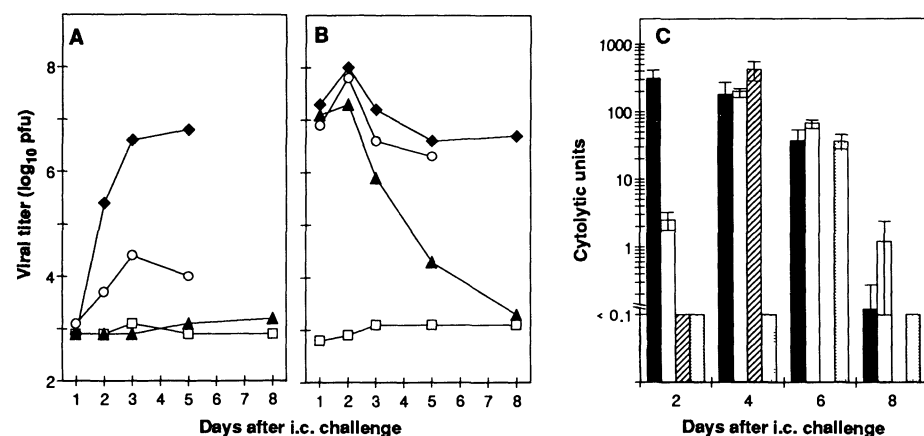 A
B
C
Viral titer (log10 pfu)
8
6
4
2
1 2 3 4 5 6 7 8
1 2 3 4 5 6 7 8
Days after i.c. challenge
Cytolytic units
1000
100
10
1
< 0.1
2 4 6 8
Days after i.c. challenge